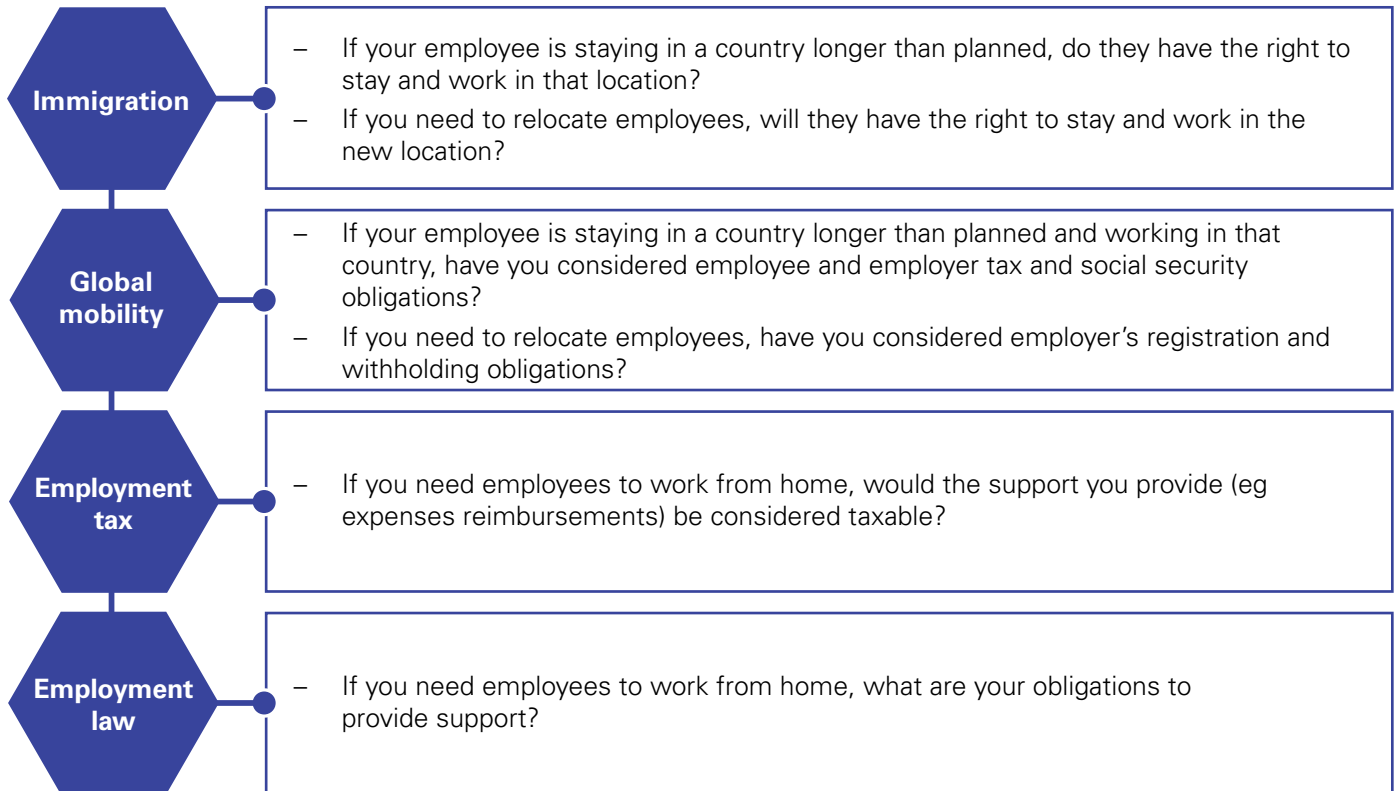 Immigration
– If your employee is staying in a country longer than planned, do they have the right to
stay and work in that location?
– If you need to relocate employees, will they have the right to stay and work in the
new location?
Global
mobility
– If your employee is staying in a country longer than planned and working in that
country, have you considered employee and employer tax and social security
obligations?
– If you need to relocate employees, have you considered employer’s registration and
withholding obligations?
Employment
tax
– If you need employees to work from home, would the support you provide (eg
expenses reimbursements) be considered taxable?
Employment
law
– If you need employees to work from home, what are your obligations to
provide support?